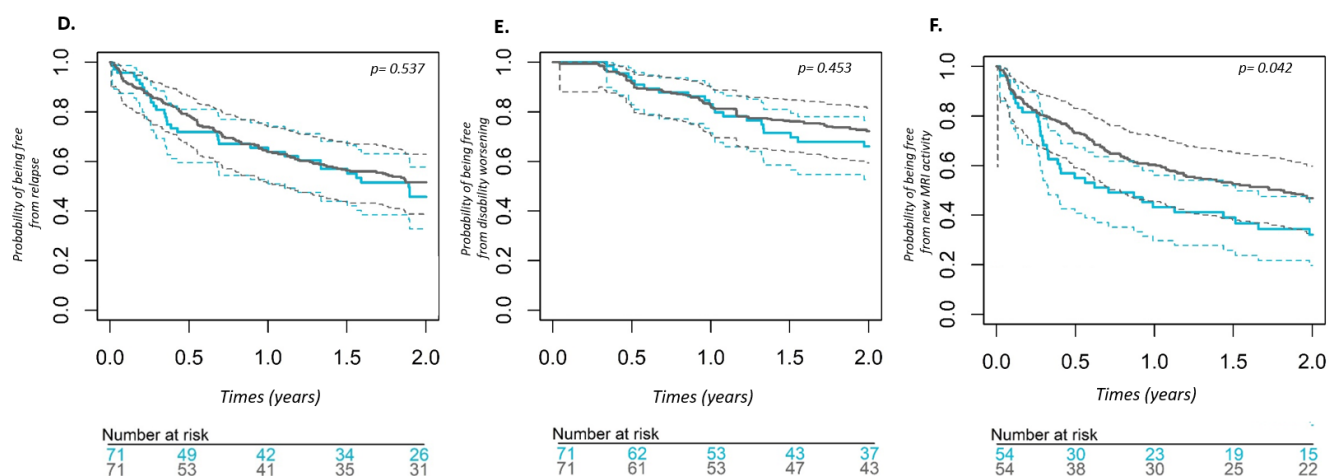 D.
p= 0.537
Probability of being free
from relapse
1.0
0.8
0.6
0.4
0.2
0.0
0.0 0.5 1.0 1.5 2.0
Times (years)
Number at risk
71 49 42 34 26
71 53 41 35 31
E.
p= 0.453
Probability of being free
from disability worsening
1.0
0.8
0.6
0.4
0.2
0.0
0.0 0.5 1.0 1.5 2.0
Times (years)
Number at risk
71 62 53 43 37
71 61 53 47 43
F.
p= 0.042
Probability of being free
from new MRI activity
1.0
0.8
0.6
0.4
0.2
0.0
0.0 0.5 1.0 1.5 2.0
Times (years)
Number at risk
54 30 23 19 15
54 38 30 25 22